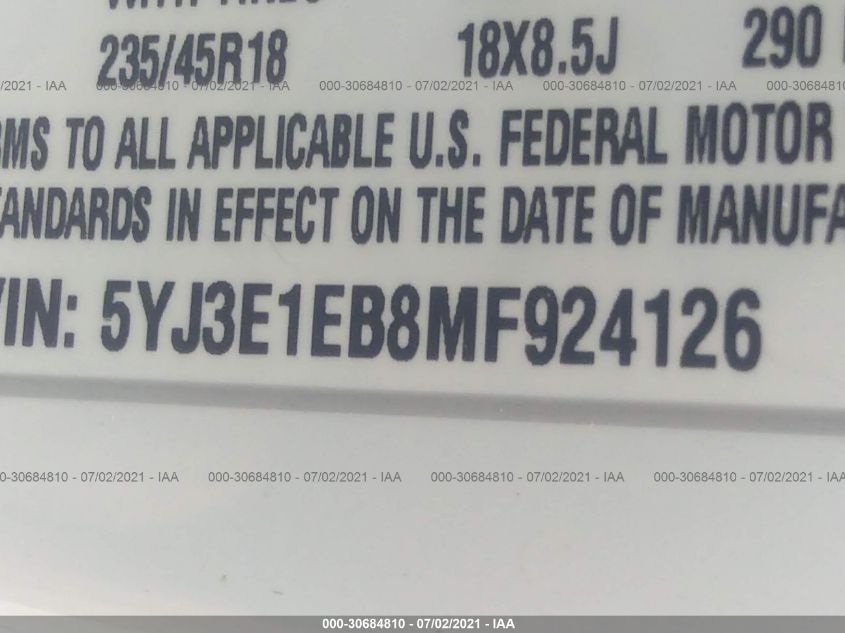 235/45R18 18X8.5J 290
/2021 - IAA 000-30684810 - 07/02/2021 - IAA 000-30684810 - 07/02/2021 - IAA 000-30684810 - 07/02/2021 - IAA 000-30684
RMS TO ALL APPLICABLE U.S. FEDERAL MOTOR
TANDARDS IN EFFECT ON THE DATE OF MANUFA
VIN: 5YJ3E1EB8MF924126
0-30684810 - 07/02/2021 - IAA 000-30684810 - 07/02/2021 - IAA 000-30684810 - 07/02/2021 - IAA 000-30684810 - 07/02/2021 - IAA
000-30684810 - 07/02/2021 - IAA